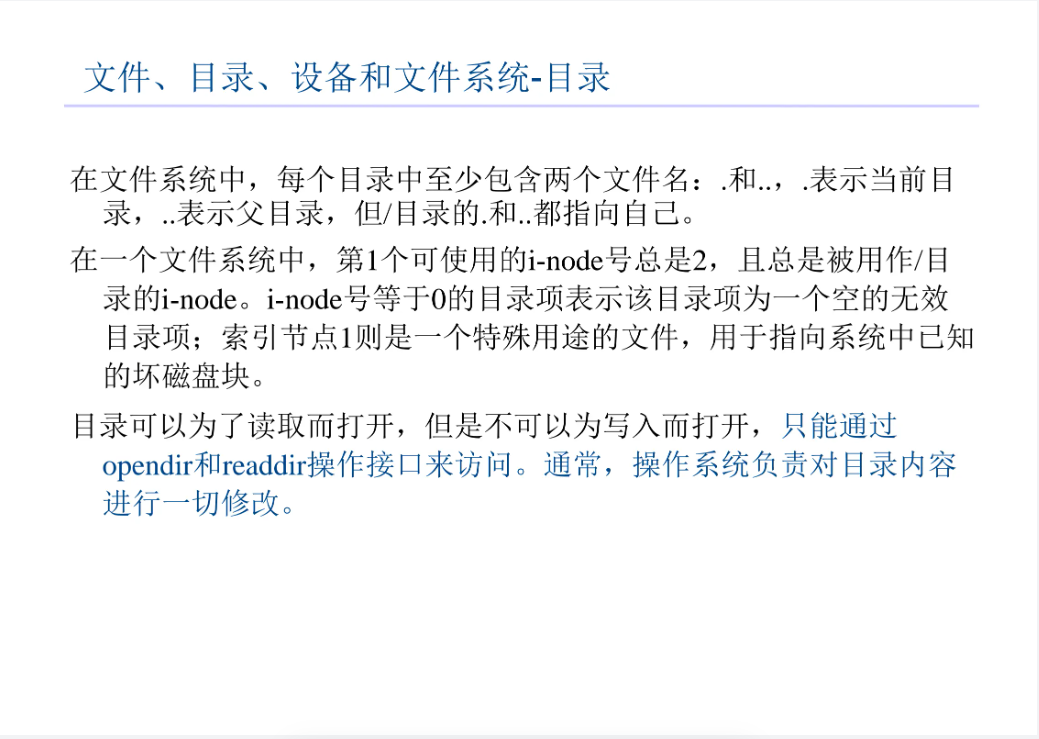 文件、目录、设备和文件系统-目录
在文件系统中，每个目录中至少包含两个文件名：.和..，.表示当前目
录，..表示父目录，但/目录的.和..都指向自己。
在一个文件系统中，第1个可使用的i-node号总是2，且总是被用作/目
录的i-node。i-node号等于0的目录项表示该目录项为一个空的无效
目录项；索引节点1则是一个特殊用途的文件，用于指向系统中已知
的坏磁盘块。
目录可以为了读取而打开，但是不可以为写入而打开，只能通过
opendir和readdir操作接口来访问。通常，操作系统负责对目录内容
进行一切修改。